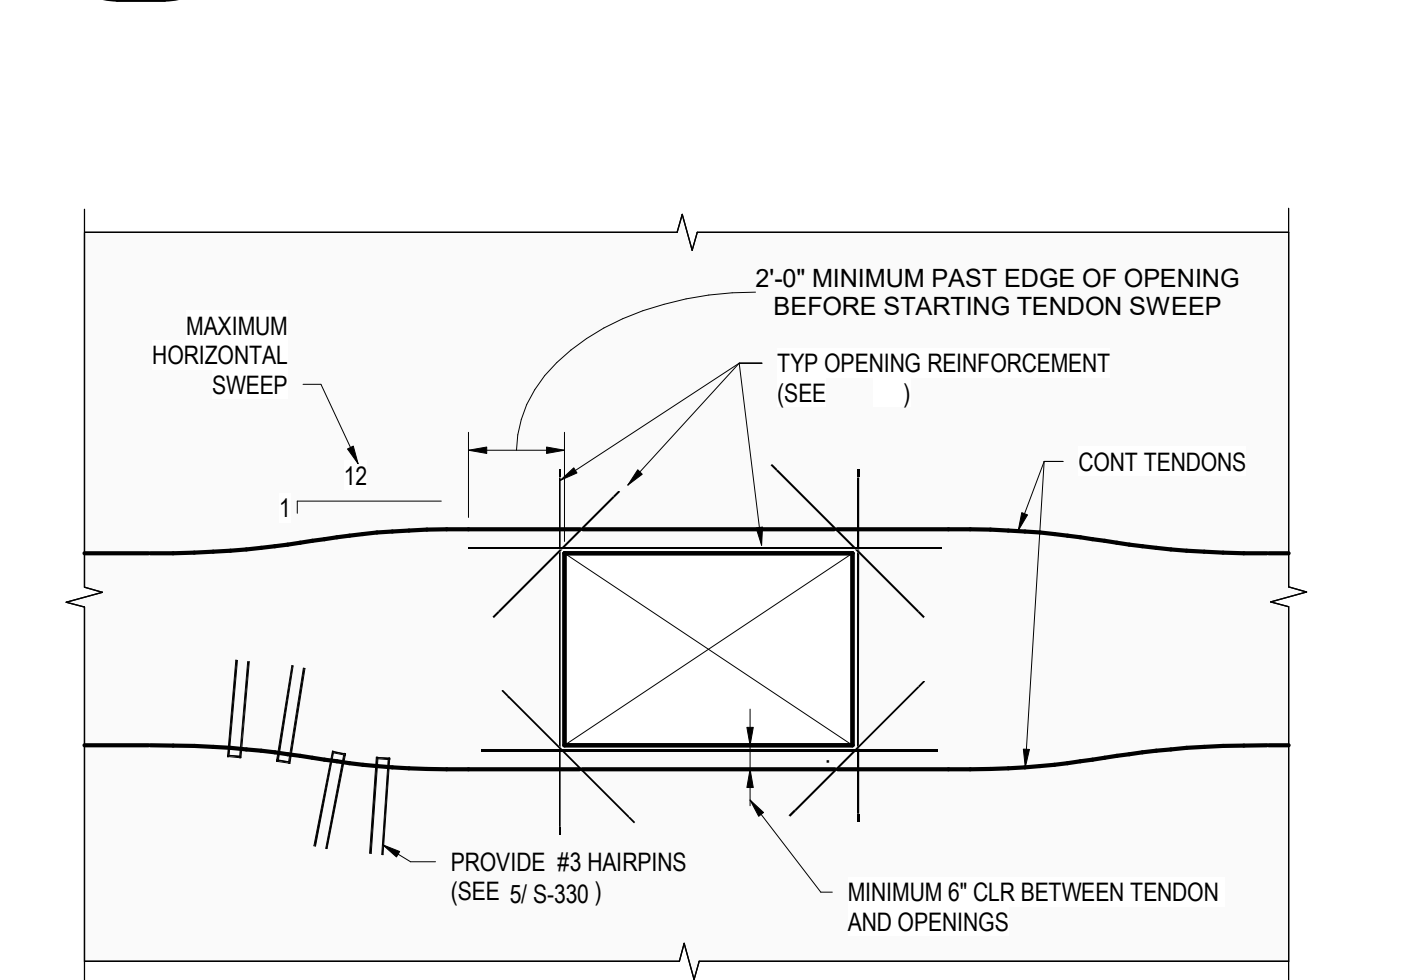 2'-0" MINIMUM PAST EDGE OF OPENING
BEFORE STARTING TENDON SWEEP
MAXIMUM
HORIZONTAL
SWEEP
TYP OPENING REINFORCEMENT
(SEE )
12
1
CONT TENDONS
PROVIDE #3 HAIRPINS
(SEE 5/ S-330 )
MINIMUM 6" CLR BETWEEN TENDON
AND OPENINGS